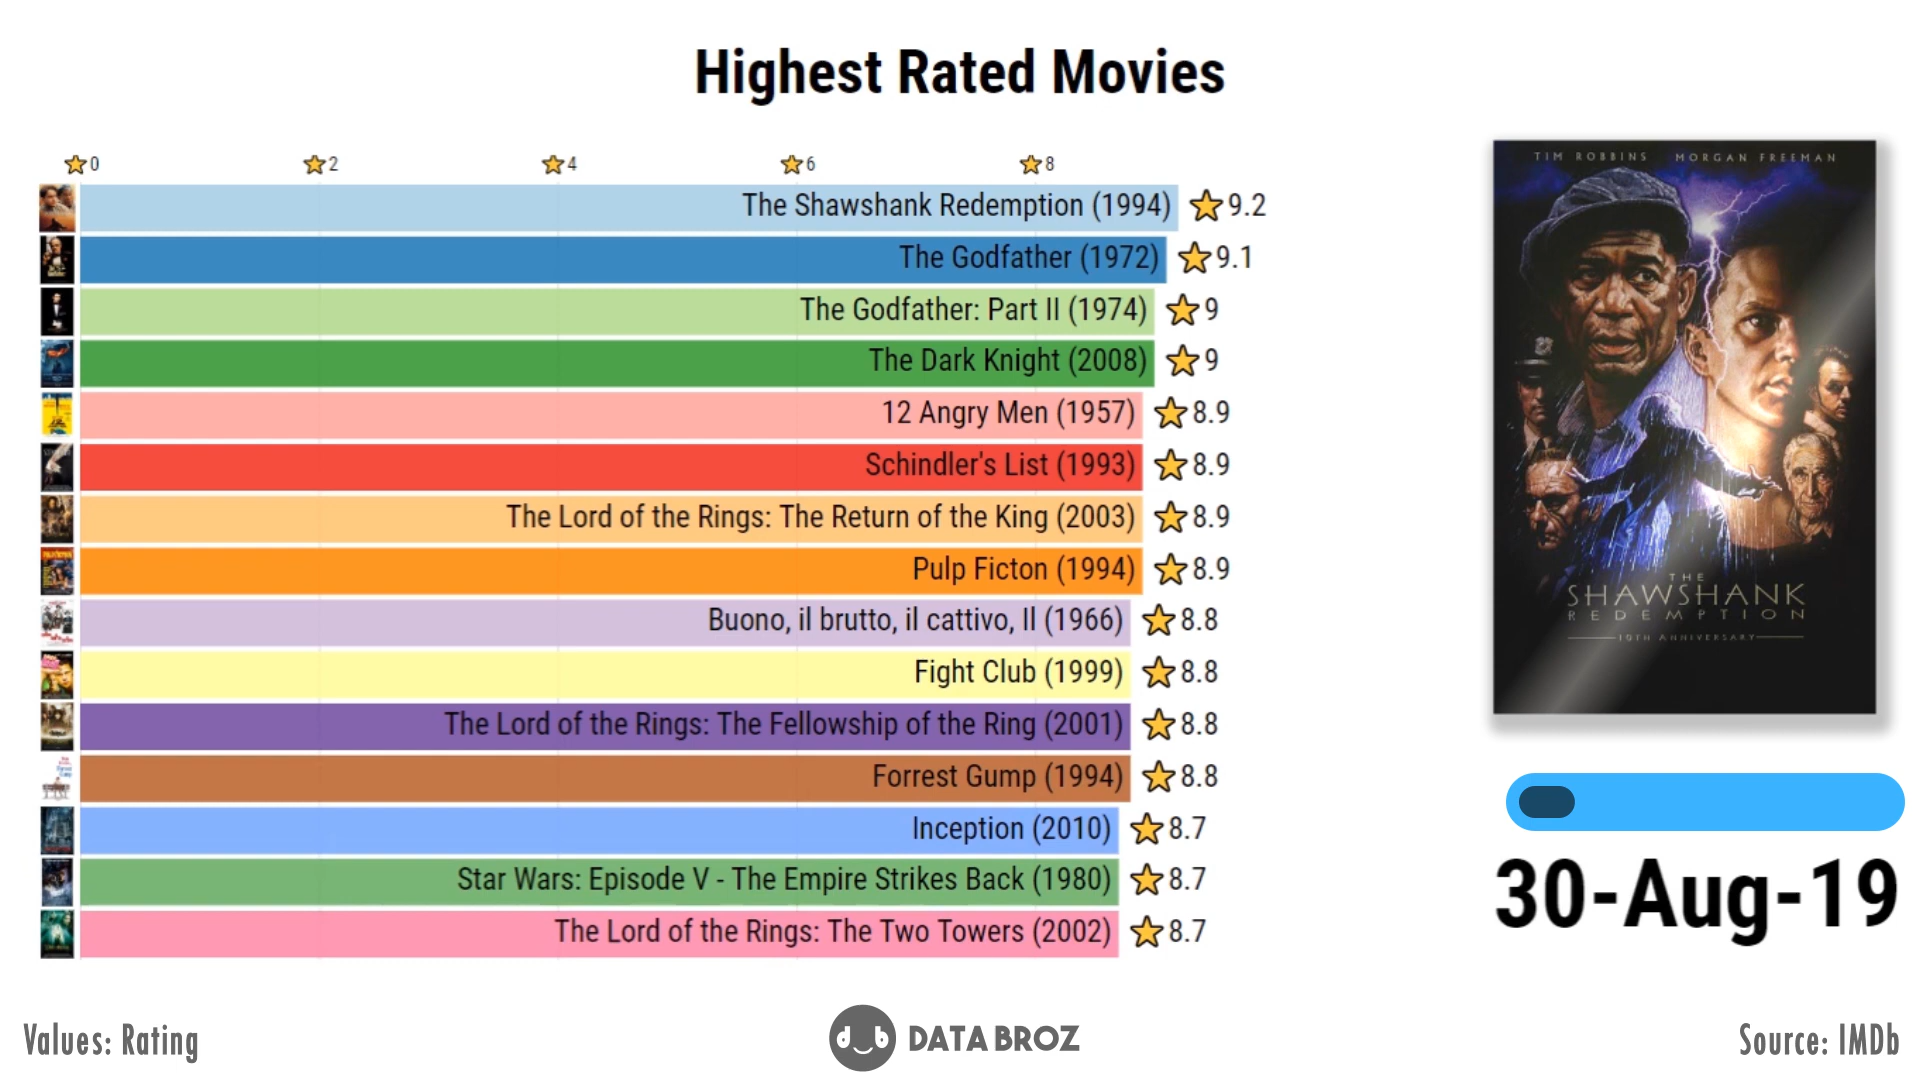 Highest Rated Movies
0 2 4 6 8
The Shawshank Redemption (1994) 9.2
The Godfather (1972) 9.1
The Godfather: Part II (1974) 9
The Dark Knight (2008) 9
12 Angry Men (1957) 8.9
Schindler's List (1993) 8.9
The Lord of the Rings: The Return of the King (2003) 8.9
Pulp Ficton (1994) 8.9
Buono, il brutto, il cattivo, Il (1966) 8.8
Fight Club (1999) 8.8
The Lord of the Rings: The Fellowship of the Ring (2001) 8.8
Forrest Gump (1994) 8.8
Inception (2010) 8.7
Star Wars: Episode V - The Empire Strikes Back (1980) 8.7
The Lord of the Rings: The Two Towers (2002) 8.7
TIM ROBBINS MORGAN FREEMAN
THE
SHAWSHANK
REDEMPTION
10TH ANNIVERSARY
30-Aug-19
Values: Rating
d b DATA BROZ
Source: IMDb